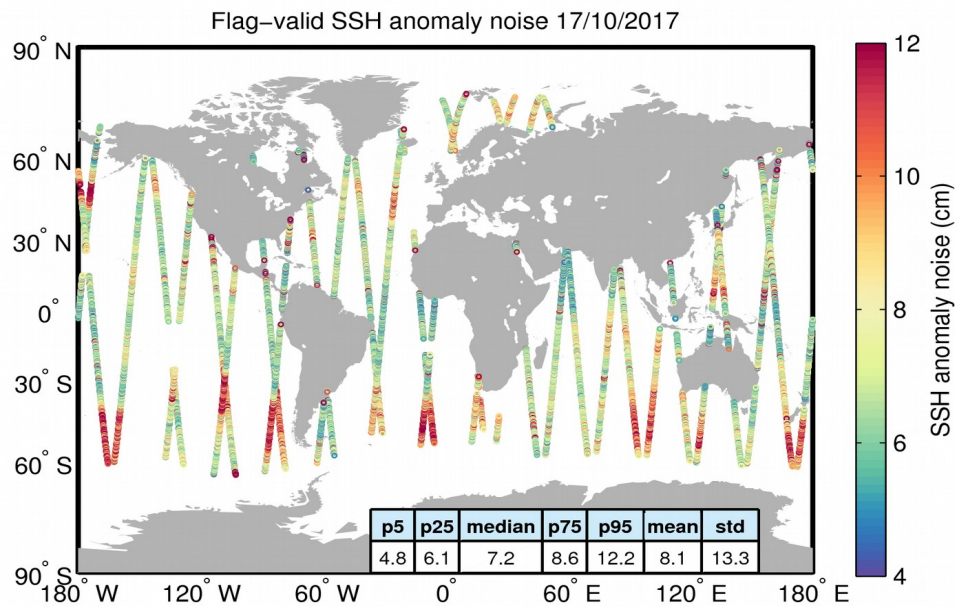 Flag-valid SSH anomaly noise 17/10/2017
90° N
60° N
30° N
0°
30° S
60° S
90° S
180° W
120° W
60° W
0°
60° E
120° E
180° E
p5 p25 median p75 p95 mean std
4.8 6.1 7.2 8.6 12.2 8.1 13.3
12
10
8
6
4
SSH anomaly noise (cm)